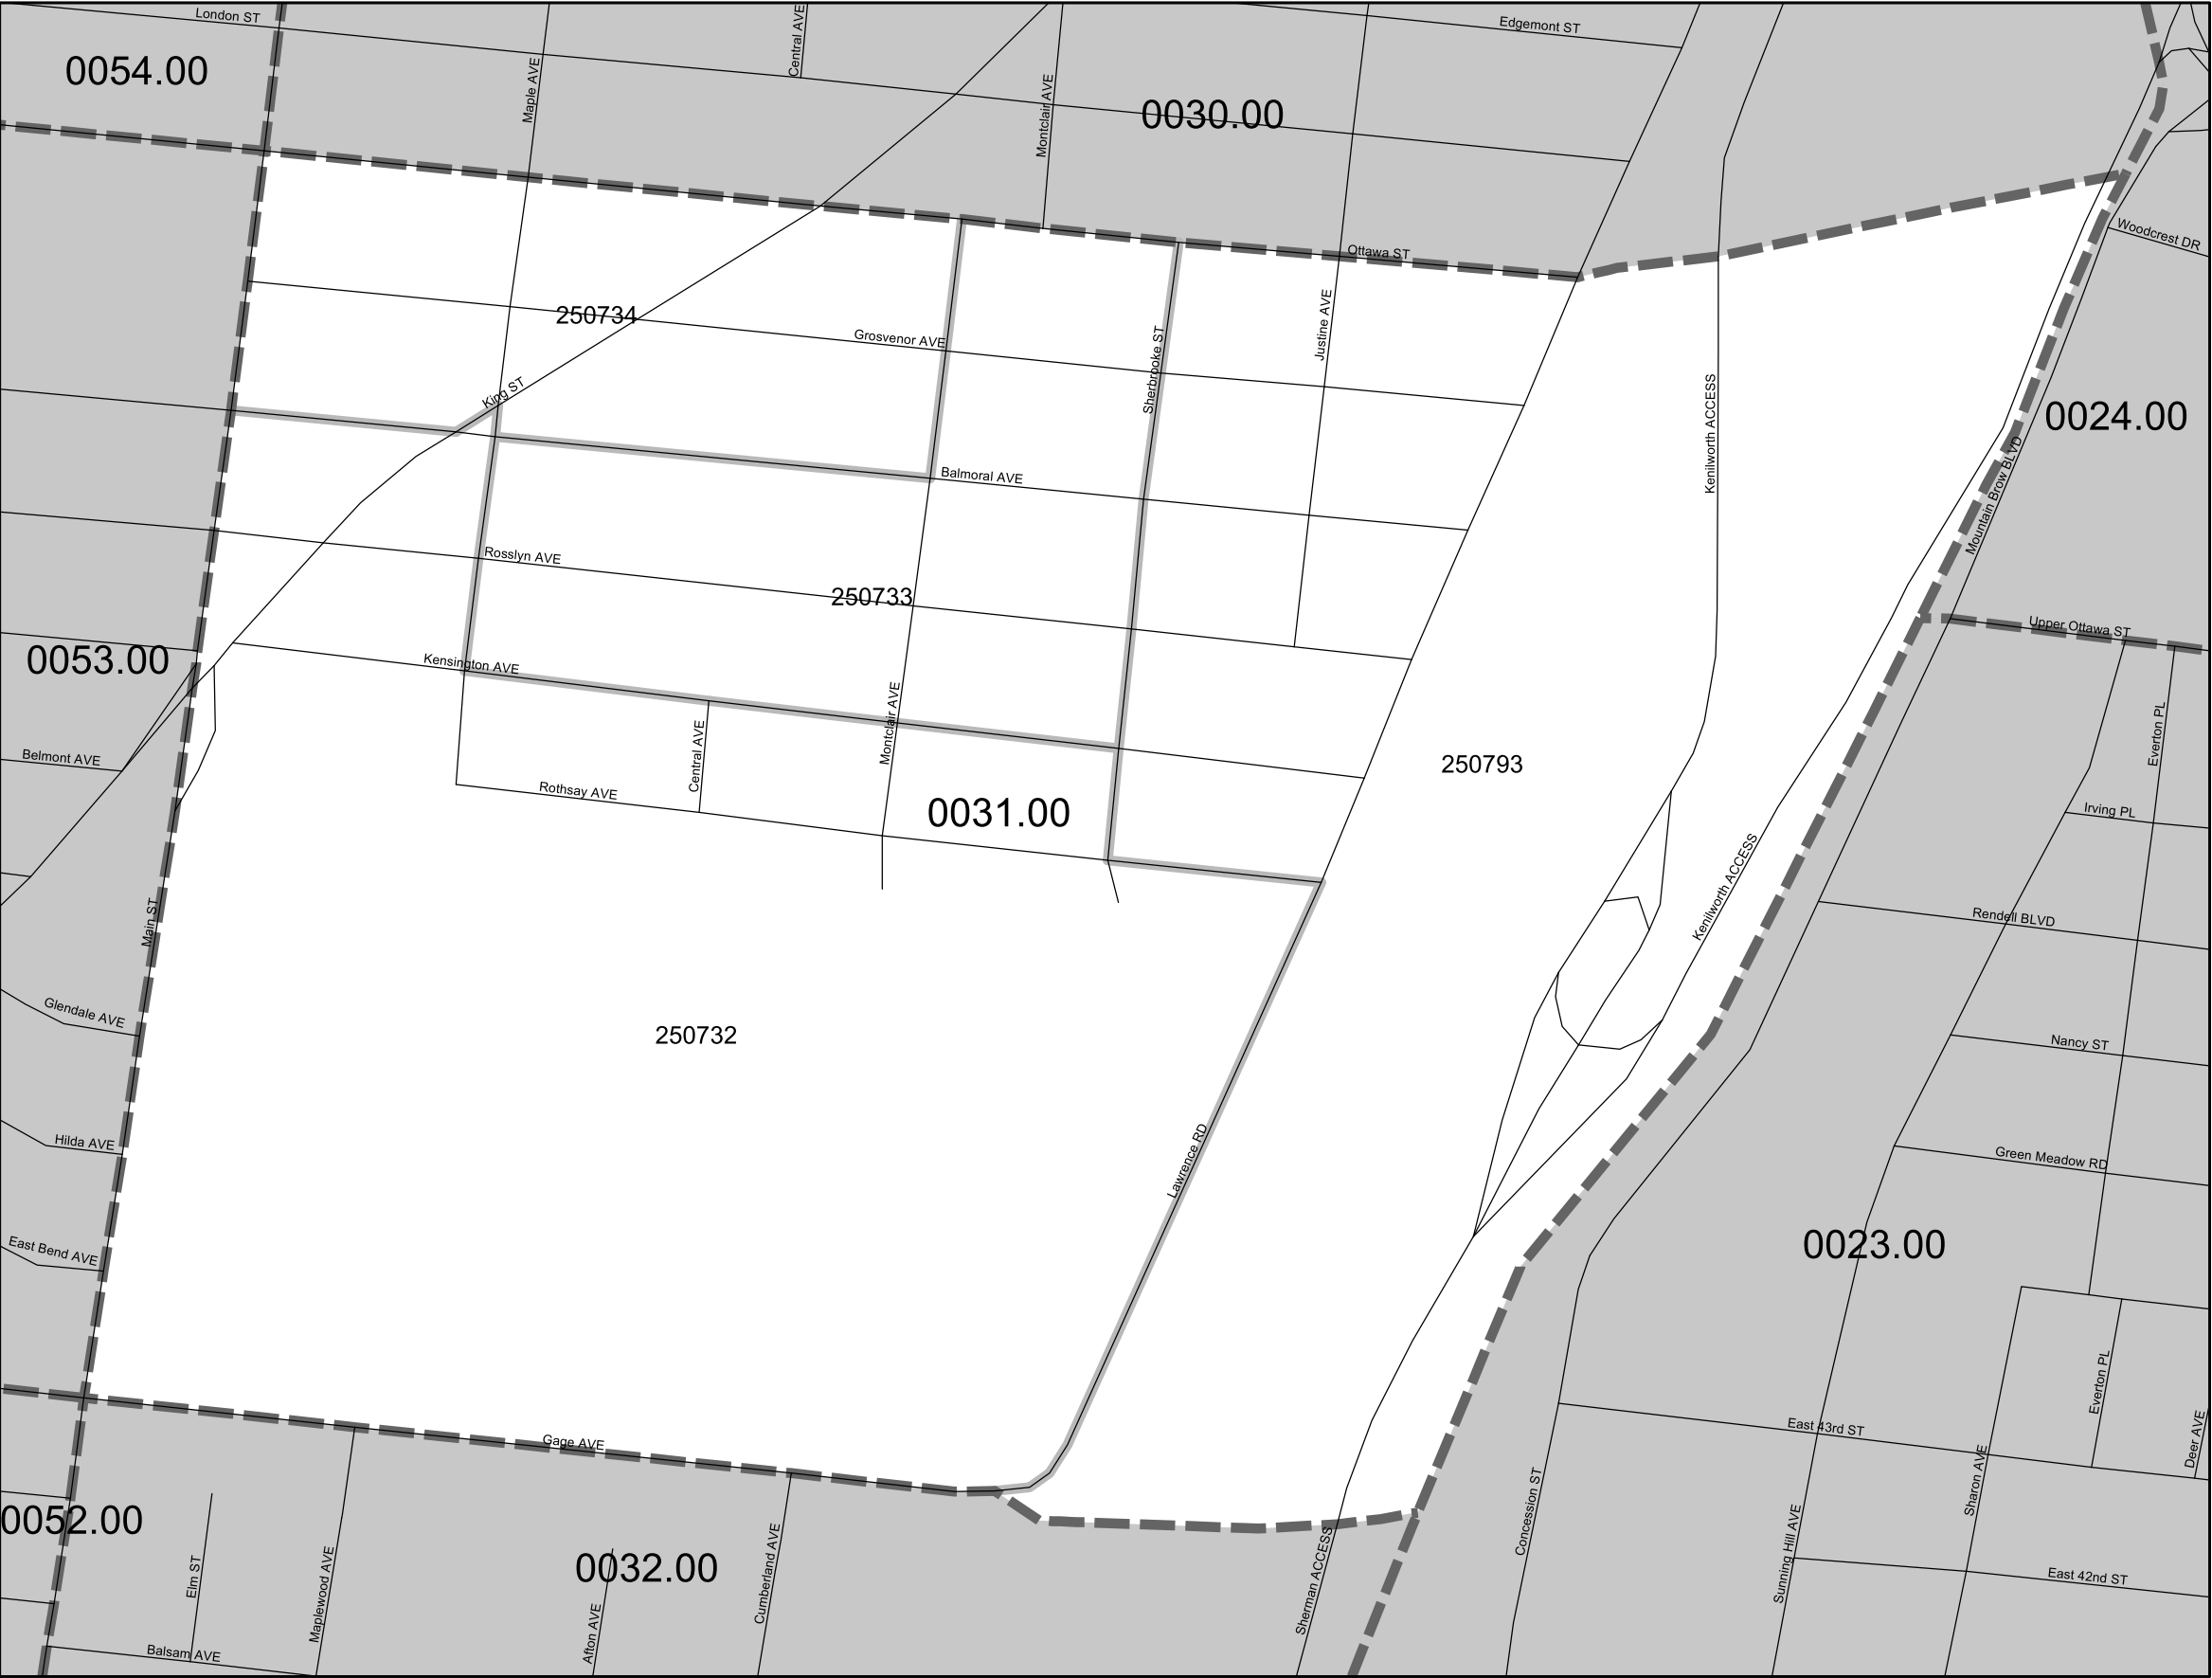 London ST
Central AVE
Edgemont ST
0054.00
Maple AVE
Montclair AVE
0030.00
Woodcrest DR
Ottawa ST
250734
Grosvenor AVE
Justine AVE
Sherbrooke ST
King ST
Kenilworth ACCESS
0024.00
Balmoral AVE
Mountain Brow BLVD
Rosslyn AVE
250733
Upper Ottawa ST
0053.00
Kensington AVE
Montclair AVE
Central AVE
Everton PL
Belmont AVE
250793
Rothsay AVE
0031.00
Irving PL
Kenilworth ACCESS
Main ST
Rendell BLVD
Glendale AVE
250732
Nancy ST
Hilda AVE
Lawrence RD
Green Meadow RD
East Bend AVE
0023.00
Everton PL
Gage AVE
East 43rd ST
Deer AVE
Sharon AVE
Concession ST
0052.00
Elm ST
Maplewood AVE
0032.00
Cumberland AVE
Sherman ACCESS
Sunning Hill AVE
East 42nd ST
Afton AVE
Balsam AVE